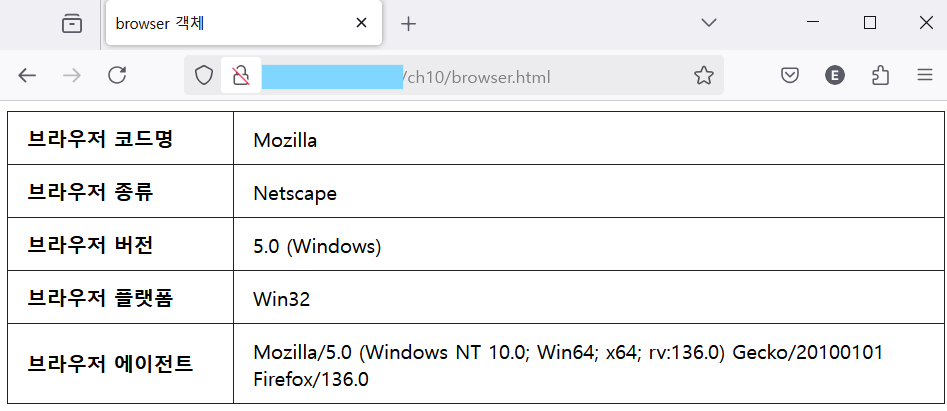 browser 객체
/ch10/browser.html
E
브라우저 코드명 Mozilla
브라우저 종류 Netscape
브라우저 버전 5.0 (Windows)
브라우저 플랫폼 Win32
브라우저 에이전트 Mozilla/5.0 (Windows NT 10.0; Win64; x64; rv:136.0) Gecko/20100101
Firefox/136.0